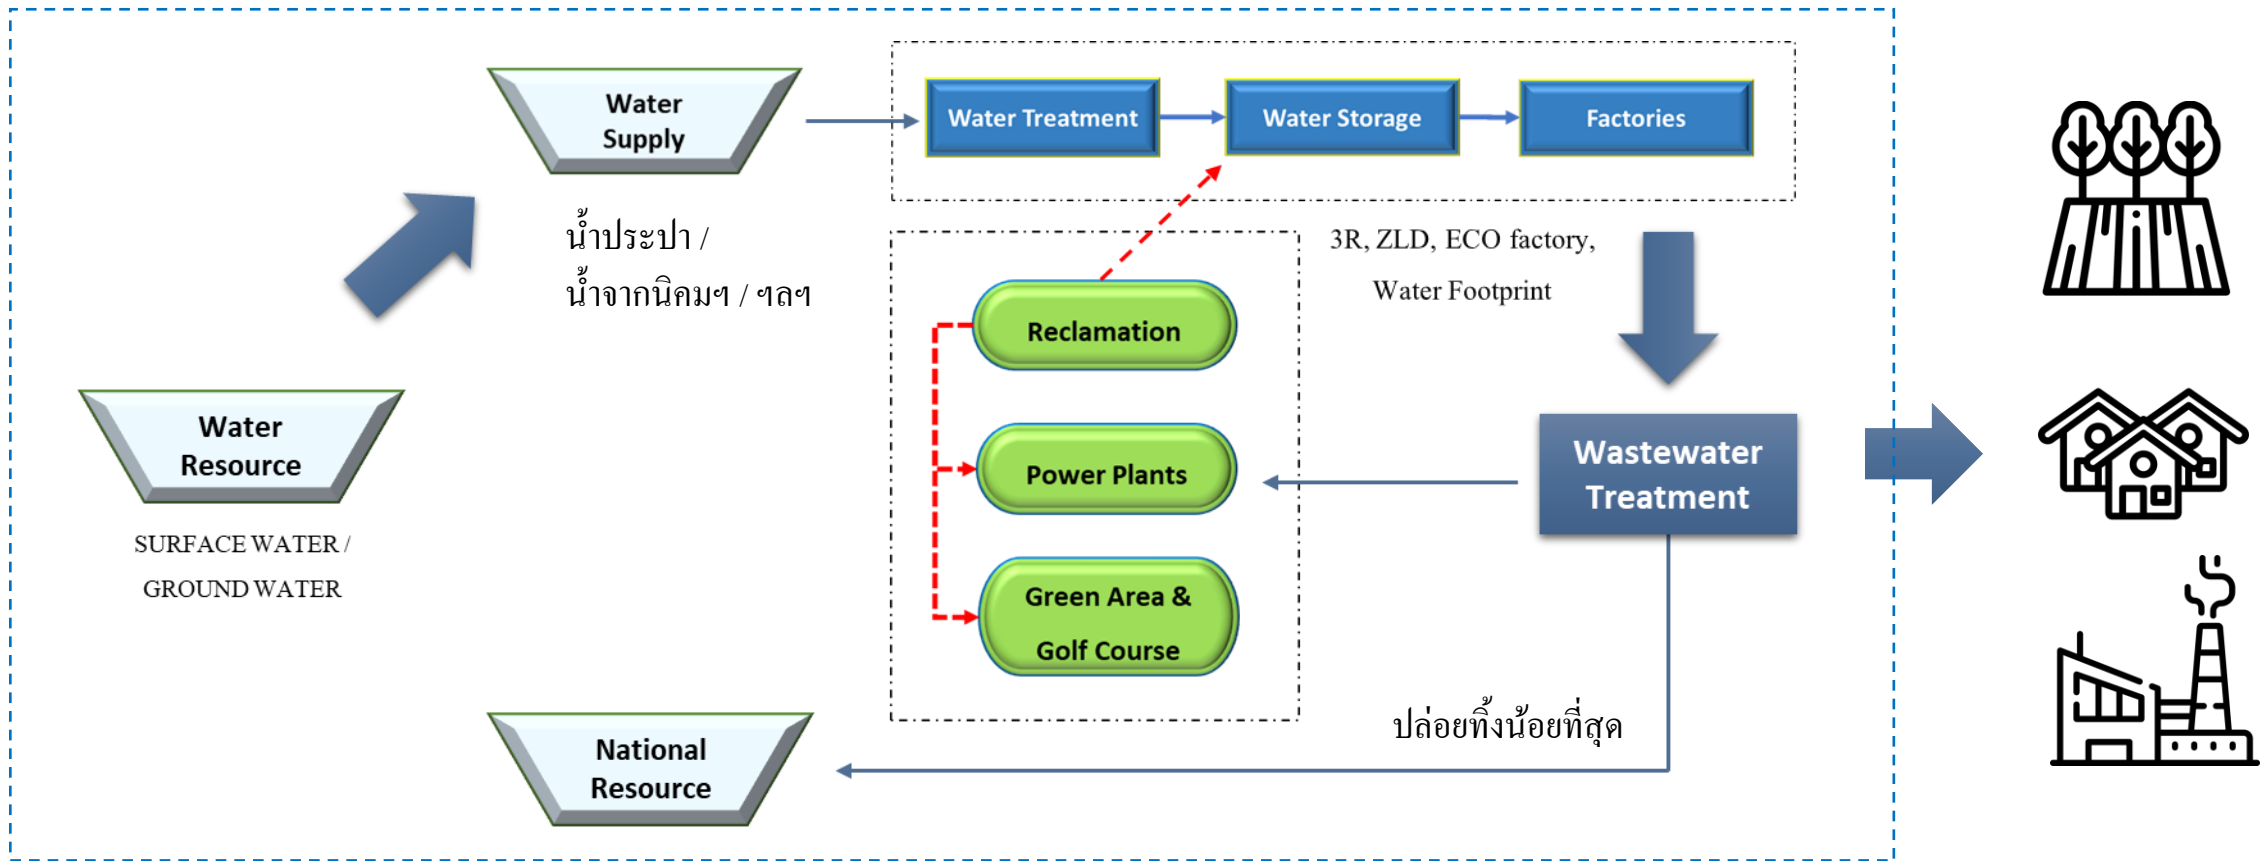 Water
Supply
Water Treatment
Water Storage
Factories
น้ำประปา /
น้ำจากนิคมฯ / ฯลฯ
3R, ZLD, ECO factory,
Water Footprint
Reclamation
Water
Resource
SURFACE WATER /
GROUND WATER
Power Plants
Wastewater
Treatment
Green Area &
Golf Course
ปล่อยทิ้งน้อยที่สุด
National
Resource